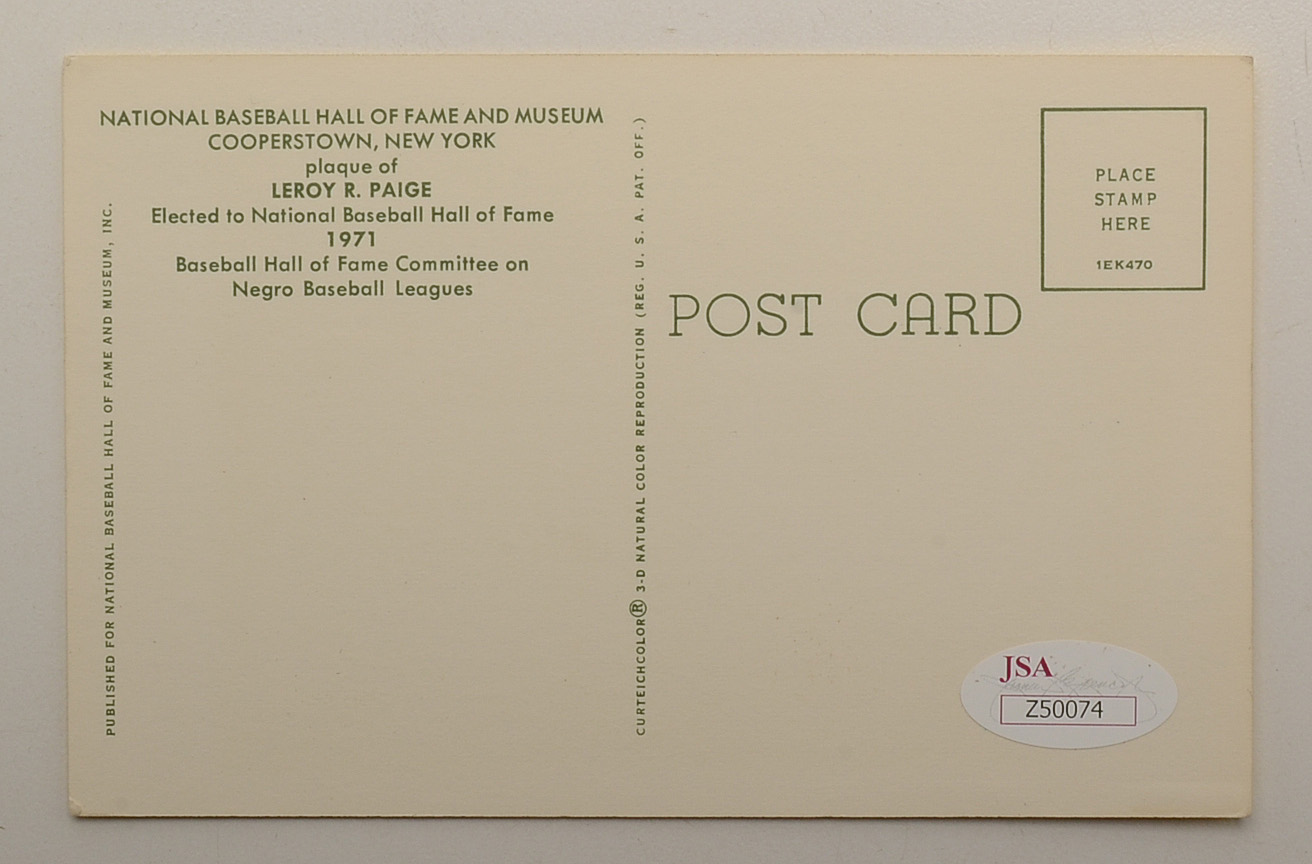 NATIONAL BASEBALL HALL OF FAME AND MUSEUM
COOPERSTOWN, NEW YORK
plaque of
LEROY R. PAIGE
Elected to National Baseball Hall of Fame
1971
Baseball Hall of Fame Committee on
Negro Baseball Leagues
PUBLISHED FOR NATIONAL BASEBALL HALL OF FAME AND MUSEUM, INC.
CURTEICHCOLOR® 3-D NATURAL COLOR REPRODUCTION (REG. U. S. A. PAT. OFF.)
POST CARD
PLACE
STAMP
HERE
1EK470
JSA
Z50074